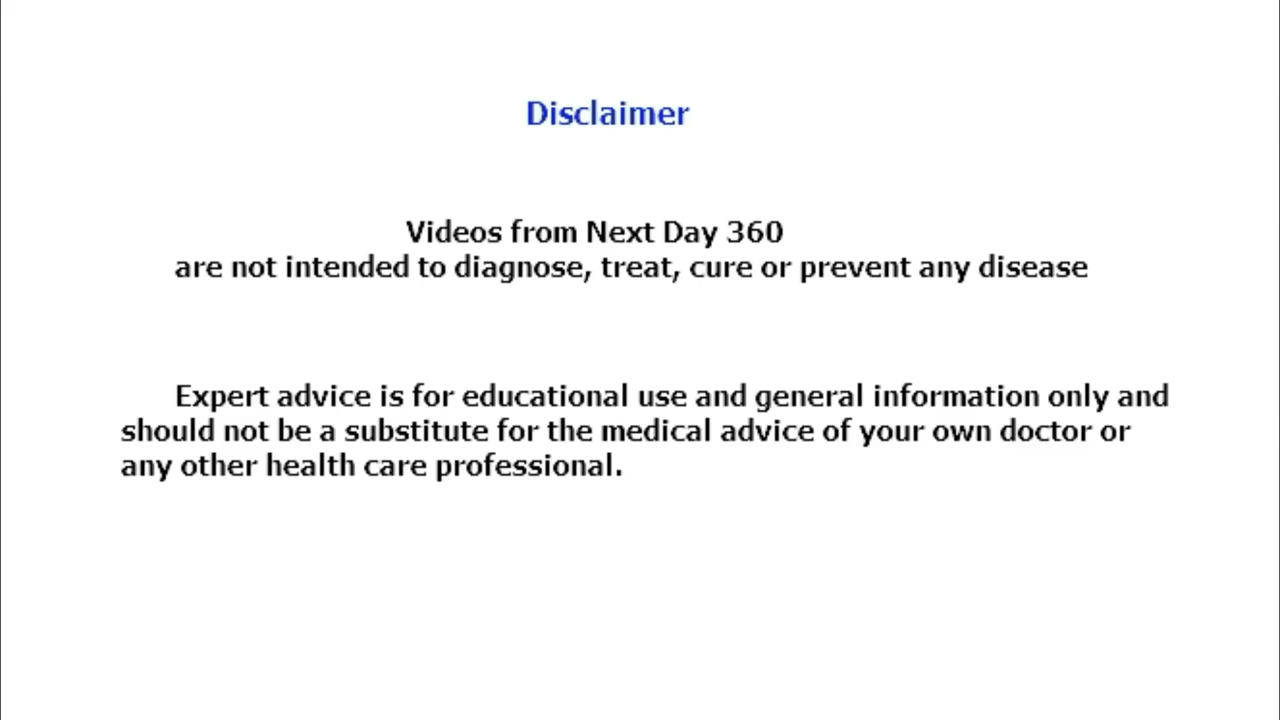 Disclaimer
Videos from Next Day 360
are not intended to diagnose, treat, cure or prevent any disease
Expert advice is for educational use and general information only and
should not be a substitute for the medical advice of your own doctor or
any other health care professional.